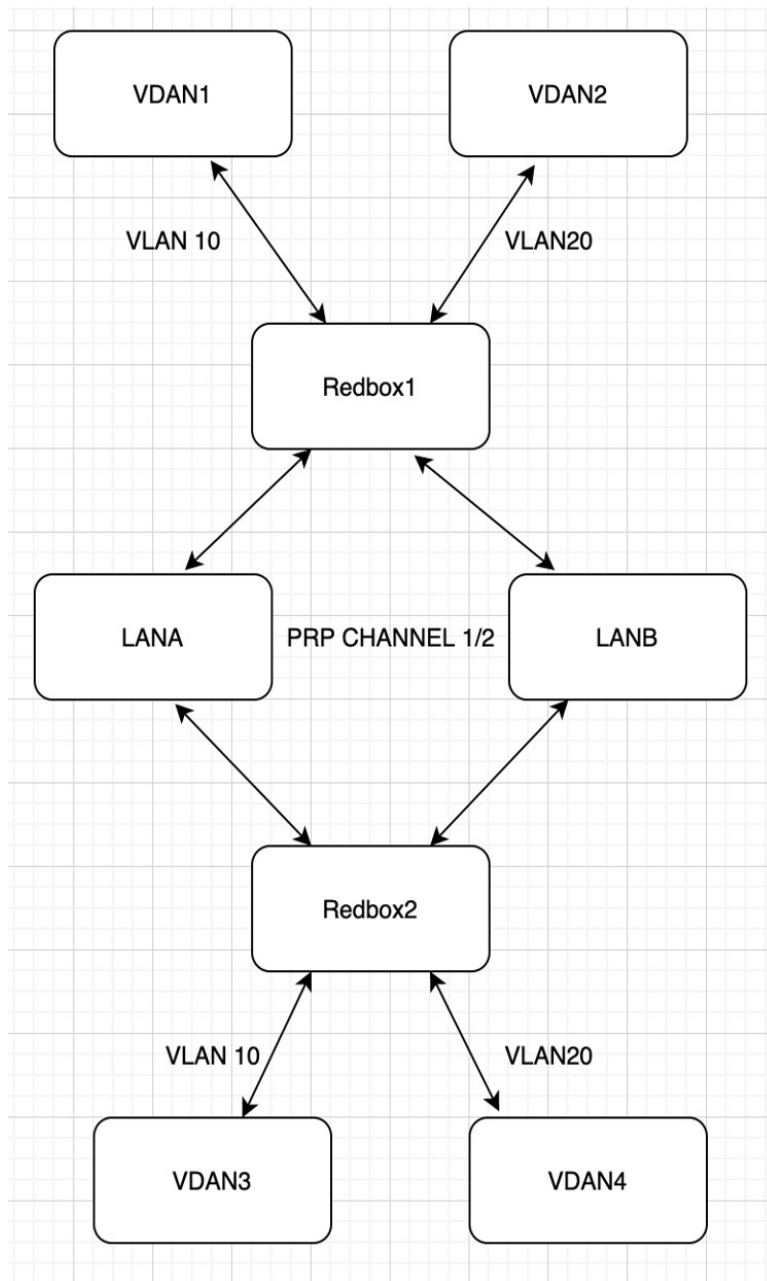 VDAN1
VDAN2
VLAN 10
VLAN20
Redbox1
LANA
PRP CHANNEL 1/2
LANB
Redbox2
VLAN 10
VLAN20
VDAN3
VDAN4